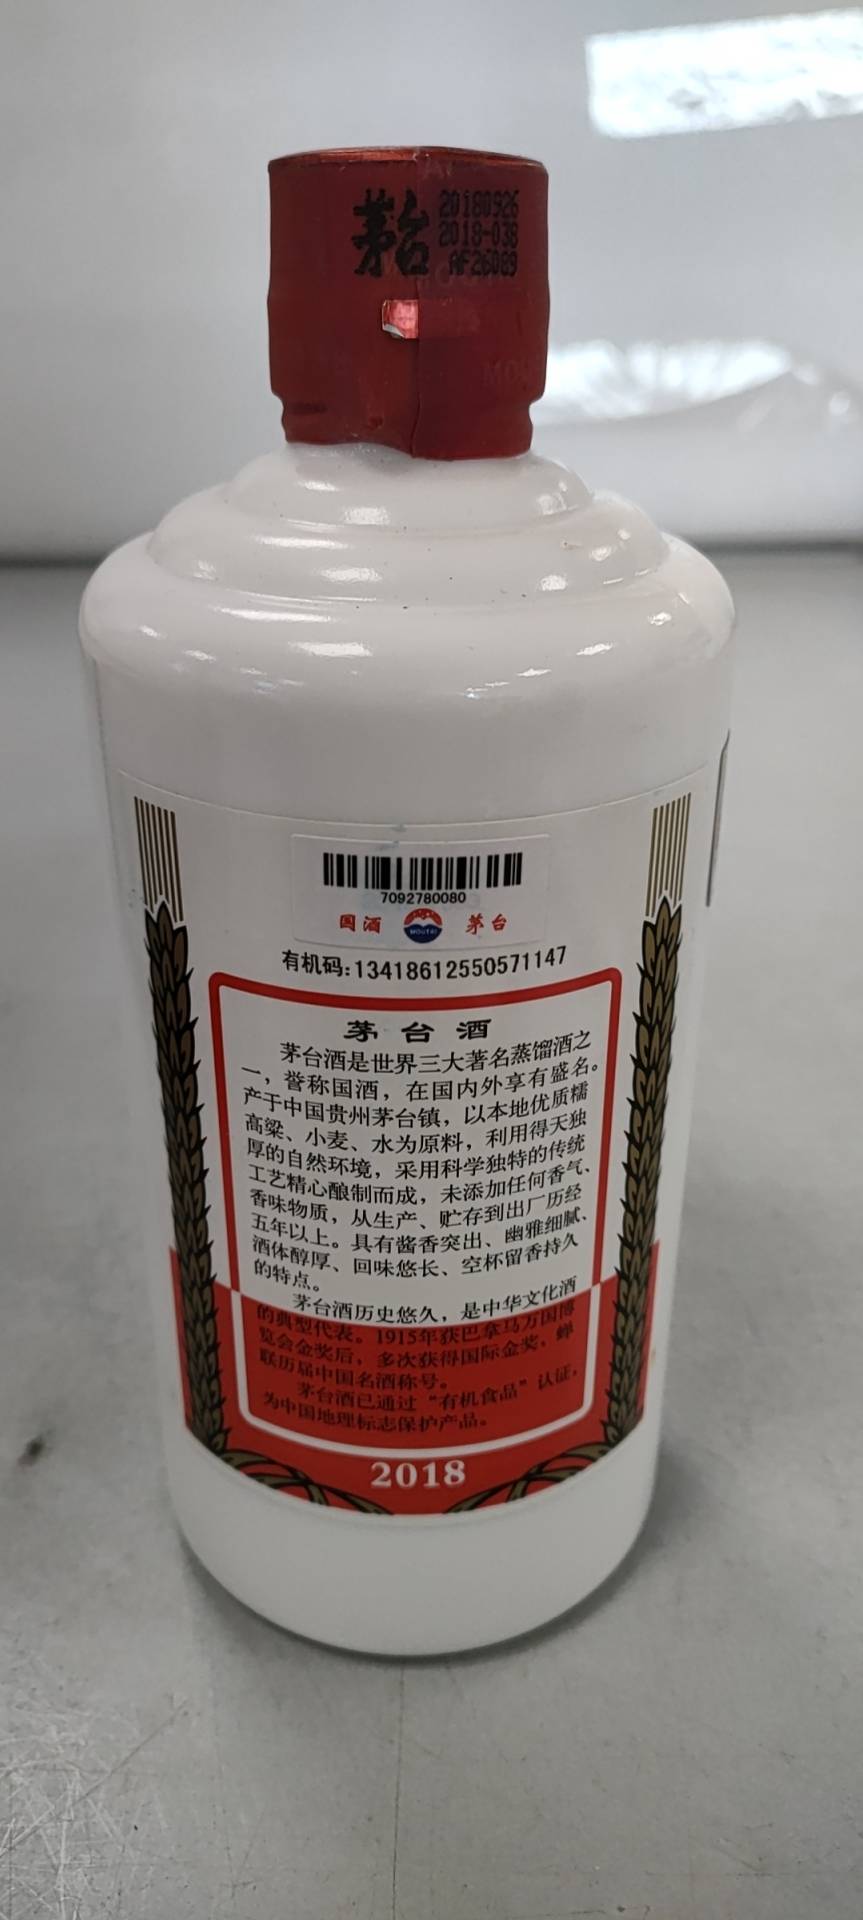 茅台
20180926
2018-038
AF26089
MOU
7092780080
国酒 MOUTAI 茅台
有机码:13418612550571147
茅台酒
茅台酒是世界三大著名蒸馏酒之
一，誉称国酒，在国内外享有盛名。
产于中国贵州茅台镇，以本地优质糯
高粱、小麦、水为原料，利用得天独
厚的自然环境，采用科学独特的传统
工艺精心酿制而成，未添加任何香气、
香味物质，从生产、贮存到出厂历经
五年以上。具有酱香突出、幽雅细腻、
酒体醇厚、回味悠长、空杯留香持久
的特点。
茅台酒历史悠久，是中华文化酒
的典型代表。1915年获巴拿马万国博
览会金奖后，多次获得国际金奖，蝉
联历届中国名酒称号。
茅台酒已通过“有机食品”认证，
为中国地理标志保护产品。
2018